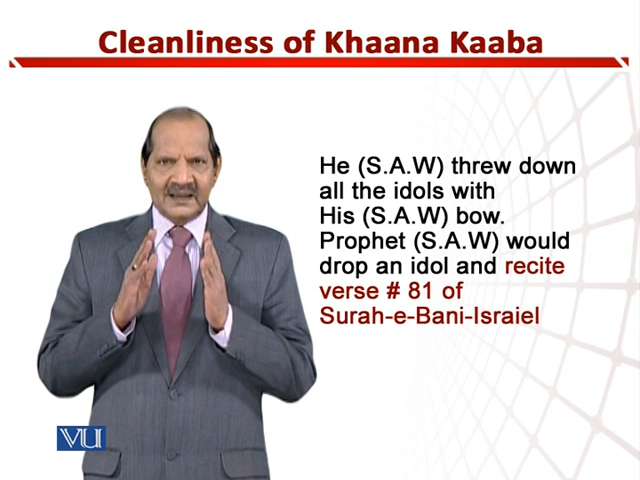 Cleanliness of Khaana Kaaba
He (S.A.W) threw down
all the idols with
His (S.A.W) bow.
Prophet (S.A.W) would
drop an idol and recite
verse # 81 of
Surah-e-Bani-Israiel
VU